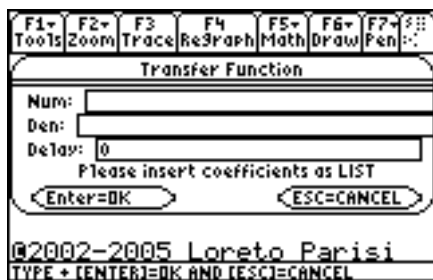 F1▾ F2▾ F3 F4 F5▾ F6▾ F7▾
Tools Zoom Trace ReGraph Math Draw Pen
Transfer Function
Num:
Den:
Delay: 0
Please insert coefficients as LIST
Enter=OK ESC=CANCEL
@2002-2005 Loreto Parisi
TYPE + [ENTER]=OK AND [ESC]=CANCEL